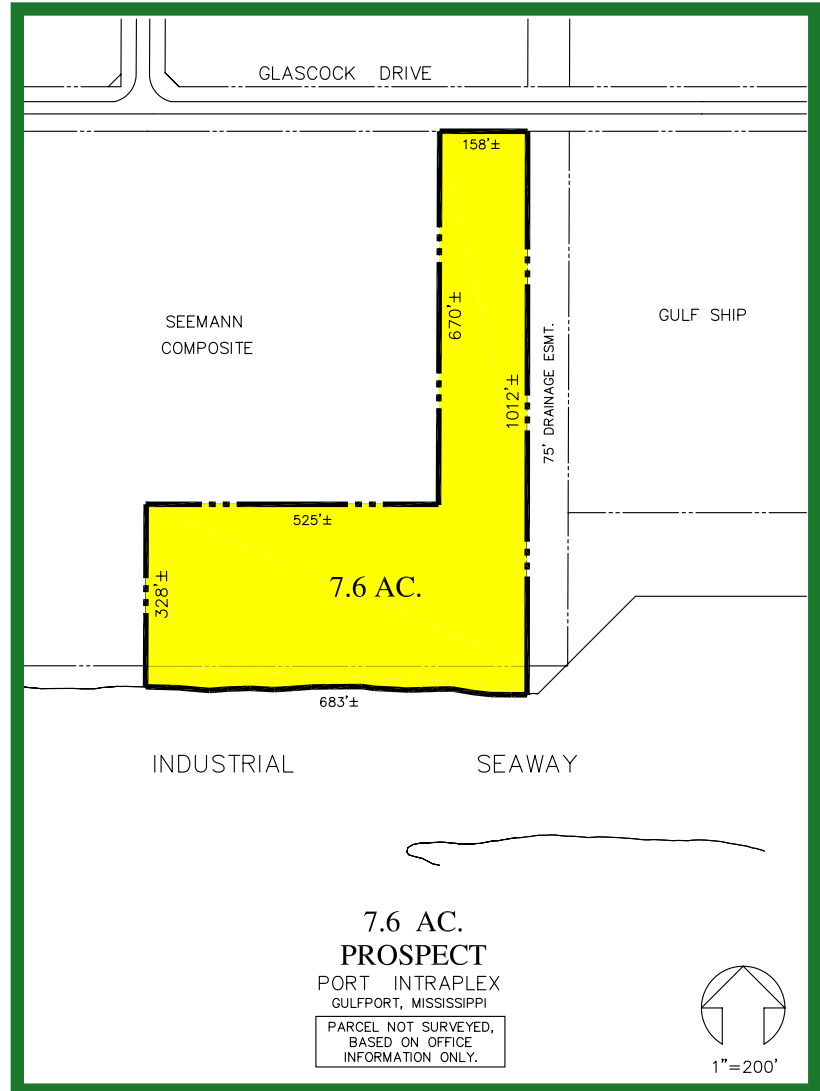 GLASCOCK DRIVE
158'±
670'±
SEEMANN
COMPOSITE
GULF SHIP
1012'±
75' DRAINAGE ESMT.
525'±
328'±
7.6 AC.
683'±
INDUSTRIAL SEAWAY
7.6 AC.
PROSPECT
PORT INTRAPLEX
GULFPORT, MISSISSIPPI
PARCEL NOT SURVEYED,
BASED ON OFFICE
INFORMATION ONLY.
1"=200'